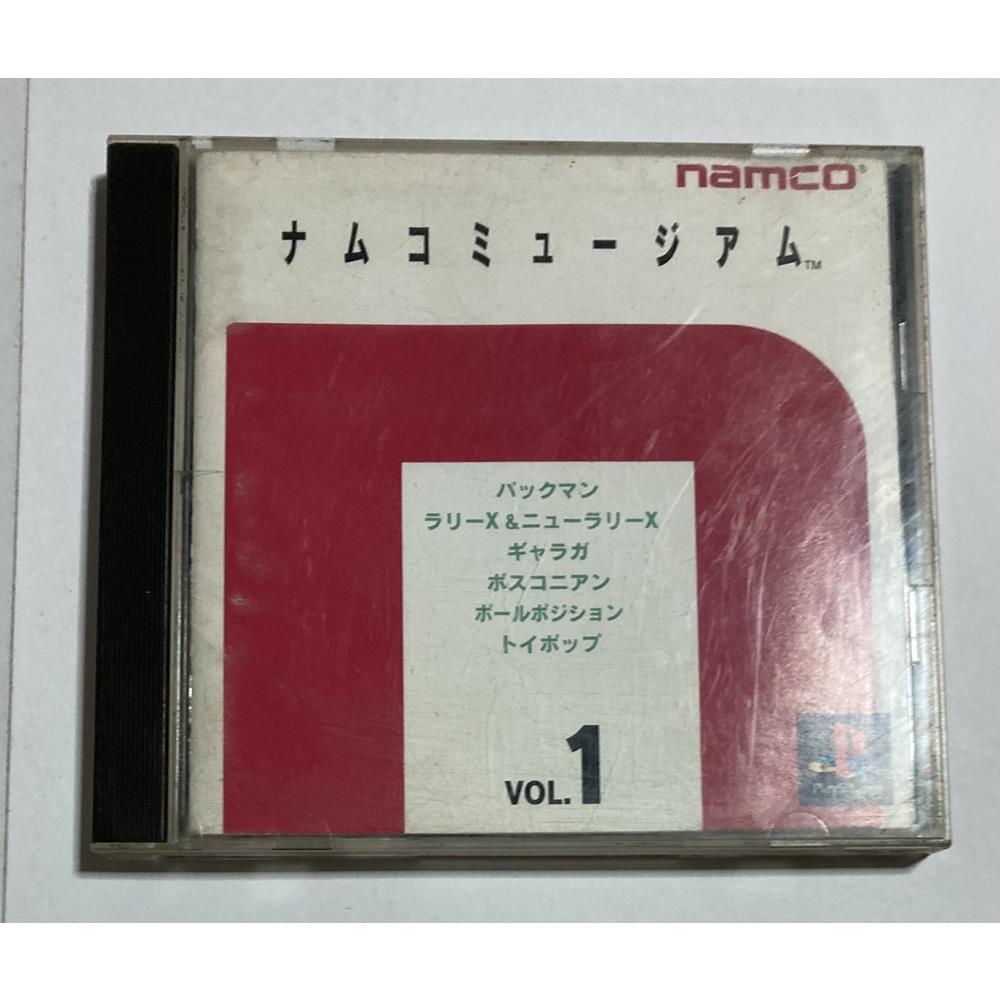 namco®
ナムコミュージアム™
パックマン
ラリーX&ニューラリーX
ギャラガ
ボスコニアン
ポールポジション
トイポップ
VOL.1